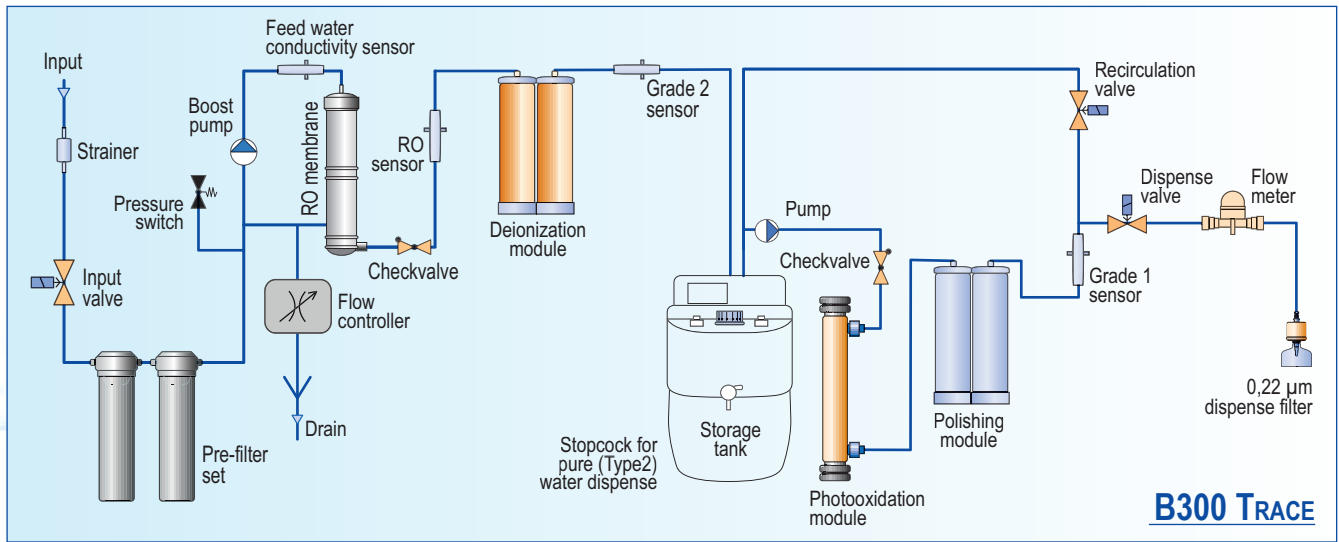 Input
Strainer
Pressure
switch
Input
valve
Pre-filter
set
Boost
pump
Feed water
conductivity sensor
RO membrane
Flow
controller
Drain
Checkvalve
RO
sensor
Deionization
module
Grade 2
sensor
Storage
tank
Stopcock for
pure (Type2)
water dispense
Pump
Checkvalve
Photooxidation
module
Polishing
module
Grade 1
sensor
Recirculation
valve
Dispense
valve
Flow
meter
0,22 µm
dispense filter
B300 TRACE